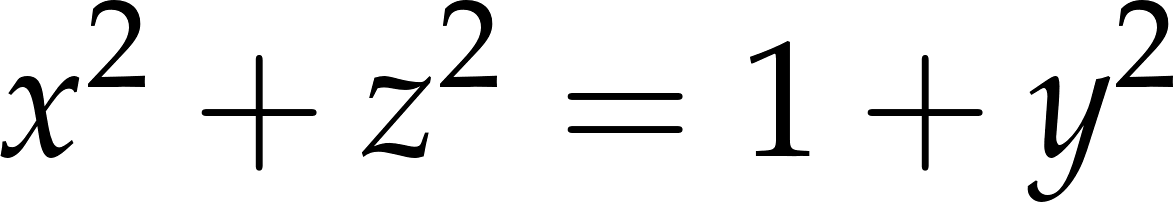 x² + z² = 1 + y²